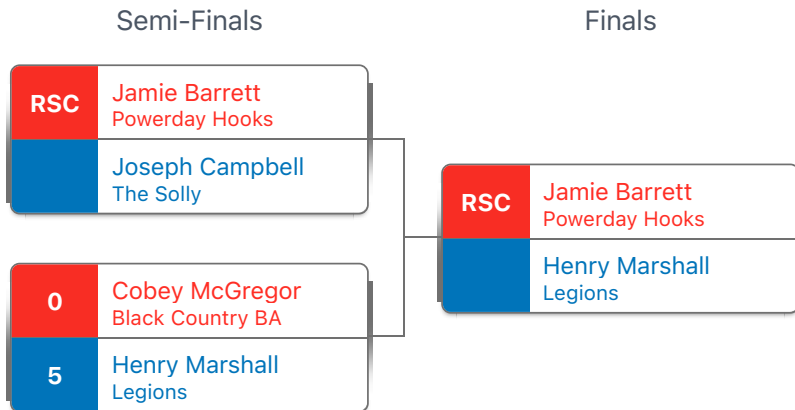 Semi-Finals
Finals
RSC
Jamie Barrett
Powerday Hooks
Joseph Campbell
The Solly
0
Cobey McGregor
Black Country BA
5
Henry Marshall
Legions
RSC
Jamie Barrett
Powerday Hooks
Henry Marshall
Legions